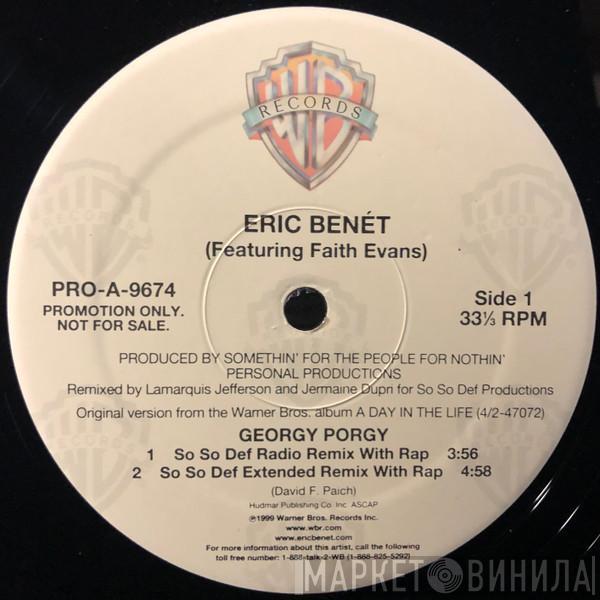 RECORDS
ERIC BENÉT
(Featuring Faith Evans)
PRO-A-9674
PROMOTION ONLY.
NOT FOR SALE.
Side 1
33⅓ RPM
PRODUCED BY SOMETHIN' FOR THE PEOPLE FOR NOTHIN'
PERSONAL PRODUCTIONS
Remixed by Lamarquis Jefferson and Jermaine Dupri for So So Def Productions
Original version from the Warner Bros. album A DAY IN THE LIFE (4/2-47072)
GEORGY PORGY
1 So So Def Radio Remix With Rap 3:56
2 So So Def Extended Remix With Rap 4:58
(David F. Paich)
Hudmar Publishing Co. Inc. ASCAP
℗1999 Warner Bros. Records Inc.
www.wbr.com
www.ericbenet.com
For more information about this artist, call the following
toll free number: 1-888-talk-2-WB (1-888-825-5292)
МАРКЕТ ВИНИЛА